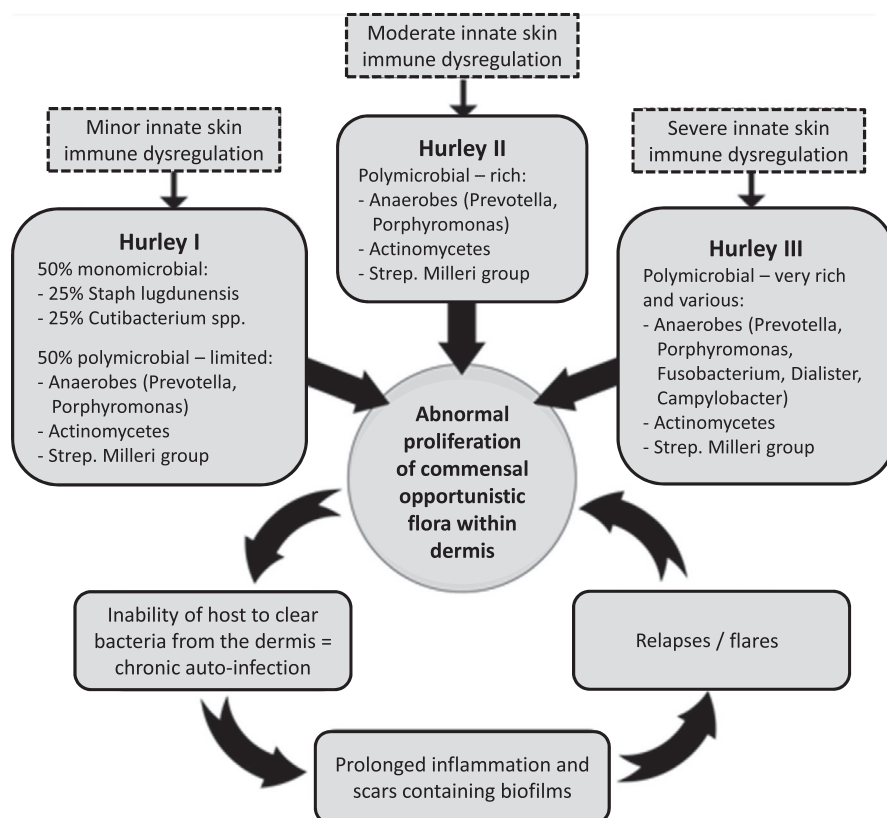 Moderate innate skin
immune dysregulation
Minor innate skin
immune dysregulation
Severe innate skin
immune dysregulation
Hurley I
50% monomicrobial:
- 25% Staph lugdunensis
- 25% Cutibacterium spp.
50% polymicrobial – limited:
- Anaerobes (Prevotella,
Porphyromonas)
- Actinomycetes
- Strep. Milleri group
Hurley II
Polymicrobial – rich:
- Anaerobes (Prevotella,
Porphyromonas)
- Actinomycetes
- Strep. Milleri group
Hurley III
Polymicrobial – very rich
and various:
- Anaerobes (Prevotella,
Porphyromonas,
Fusobacterium, Dialister,
Campylobacter)
- Actinomycetes
- Strep. Milleri group
Abnormal
proliferation
of commensal
opportunistic
flora within
dermis
Inability of host to clear
bacteria from the dermis =
chronic auto-infection
Prolonged inflammation and
scars containing biofilms
Relapses / flares